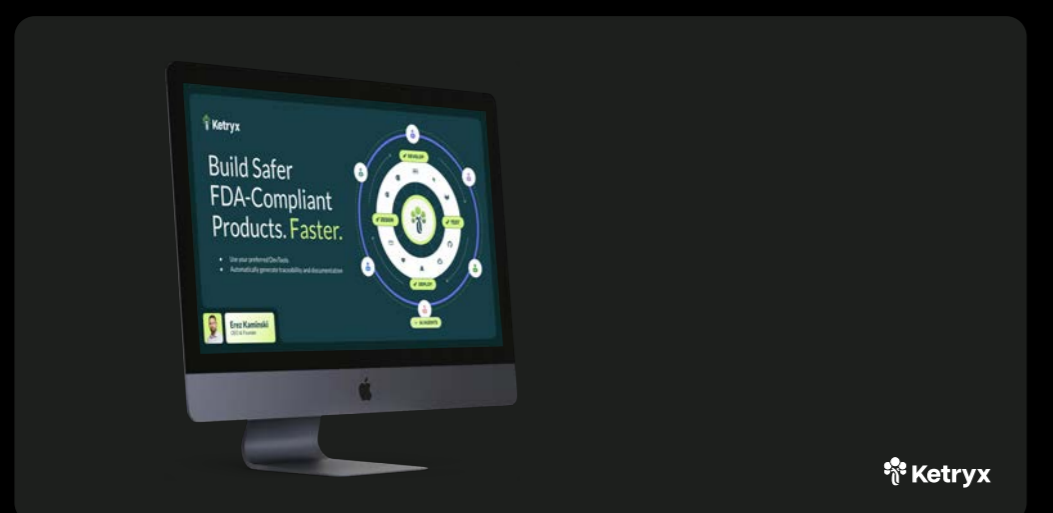 Ketryx
Build Safer
FDA-Compliant
Products. Faster.
Use your preferred DevTools
Automatically generate traceability and documentation
Erez Kaminski
CEO & Founder
DEVELOP
DESIGN
TEST
DEPLOY
AI AGENTS
Ketryx